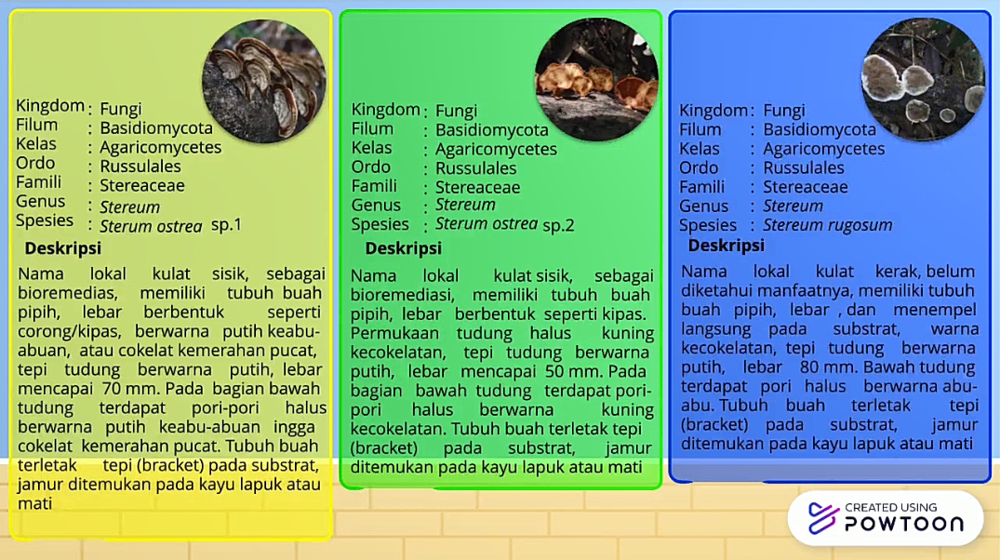 Kingdom : Fungi
Filum : Basidiomycota
Kelas : Agaricomycetes
Ordo : Russulales
Famili : Stereaceae
Genus : Stereum
Spesies : Sterum ostrea sp.1
Deskripsi
Nama lokal kulat sisik, sebagai
bioremedias, memiliki tubuh buah
pipih, lebar berbentuk seperti
corong/kipas, berwarna putih keabu-
abuan, atau cokelat kemerahan pucat,
tepi tudung berwarna putih, lebar
mencapai 70 mm. Pada bagian bawah
tudung terdapat pori-pori halus
berwarna putih keabu-abuan ingga
cokelat kemerahan pucat. Tubuh buah
terletak tepi (bracket) pada substrat,
jamur ditemukan pada kayu lapuk atau
mati
Kingdom : Fungi
Filum : Basidiomycota
Kelas : Agaricomycetes
Ordo : Russulales
Famili : Stereaceae
Genus : Stereum
Spesies : Sterum ostrea sp.2
Deskripsi
Nama lokal kulat sisik, sebagai
bioremediasi, memiliki tubuh buah
pipih, lebar berbentuk seperti kipas.
Permukaan tudung halus kuning
kecokelatan, tepi tudung berwarna
putih, lebar mencapai 50 mm. Pada
bagian bawah tudung terdapat pori-
pori halus berwarna kuning
kecokelatan. Tubuh buah terletak tepi
(bracket) pada substrat, jamur
ditemukan pada kayu lapuk atau mati
Kingdom : Fungi
Filum : Basidiomycota
Kelas : Agaricomycetes
Ordo : Russulales
Famili : Stereaceae
Genus : Stereum
Spesies : Stereum rugosum
Deskripsi
Nama lokal kulat kerak, belum
diketahui manfaatnya, memiliki tubuh
buah pipih, lebar , dan menempel
langsung pada substrat, warna
kecokelatan, tepi tudung berwarna
putih, lebar 80 mm. Bawah tudung
terdapat pori halus berwarna abu-
abu. Tubuh buah terletak tepi
(bracket) pada substrat, jamur
ditemukan pada kayu lapuk atau mati
CREATED USING
POWTOON